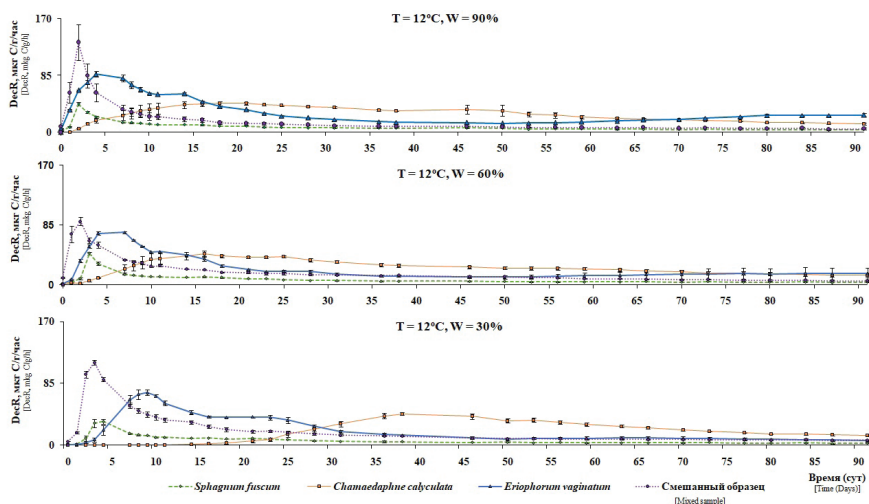 T = 12°C, W = 90%
DecR, мкг С/г/час
[DecR, mkg C/g/h]
170
85
0
0 5 10 15 20 25 30 35 40 45 50 55 60 65 70 75 80 85 90
T = 12°C, W = 60%
DecR, мкг С/г/час
[DecR, mkg C/g/h]
170
85
0
0 5 10 15 20 25 30 35 40 45 50 55 60 65 70 75 80 85 90
T = 12°C, W = 30%
DecR, мкг С/г/час
[DecR, mkg C/g/h]
170
85
0
0 5 10 15 20 25 30 35 40 45 50 55 60 65 70 75 80 85 90
Sphagnum fuscum Chamaedaphne calyculata Eriophorum vaginatum Смешанный образец
[Mixed sample]
Время (сут)
[Time (Days)]